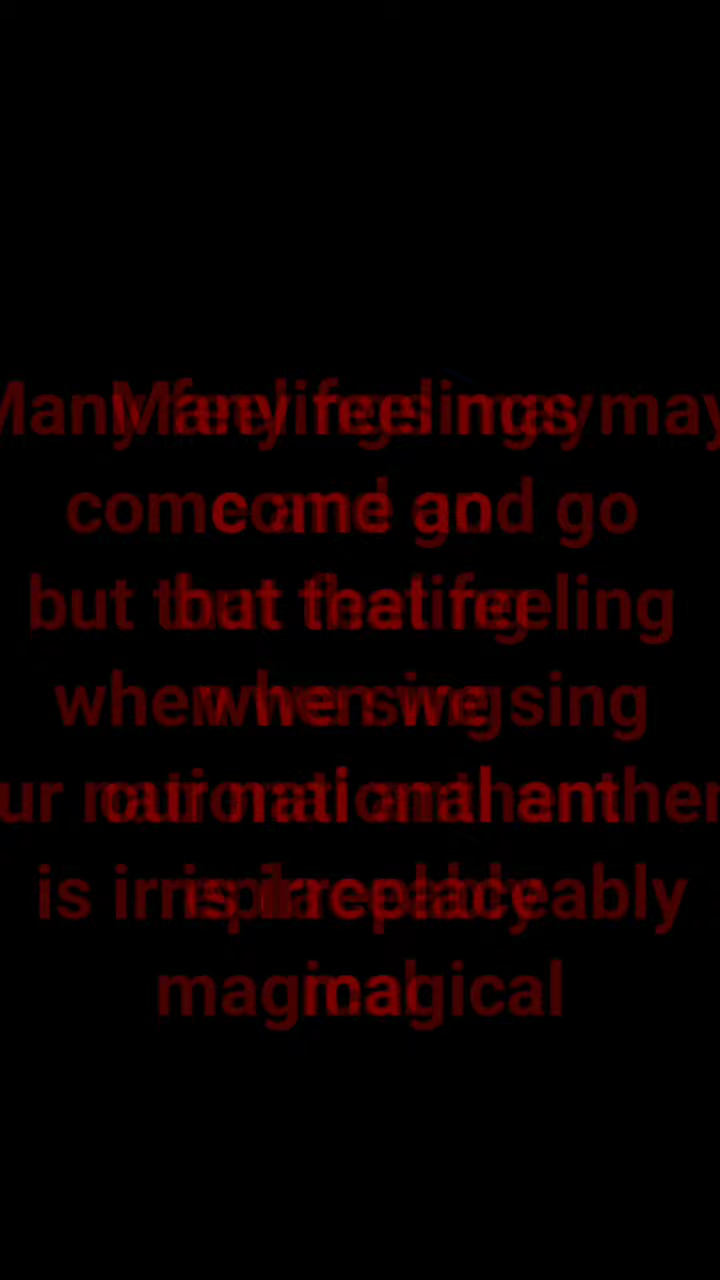 Many feelings may
come and go
but that feeling
when we sing
our national anthem
is irreplaceably
magical